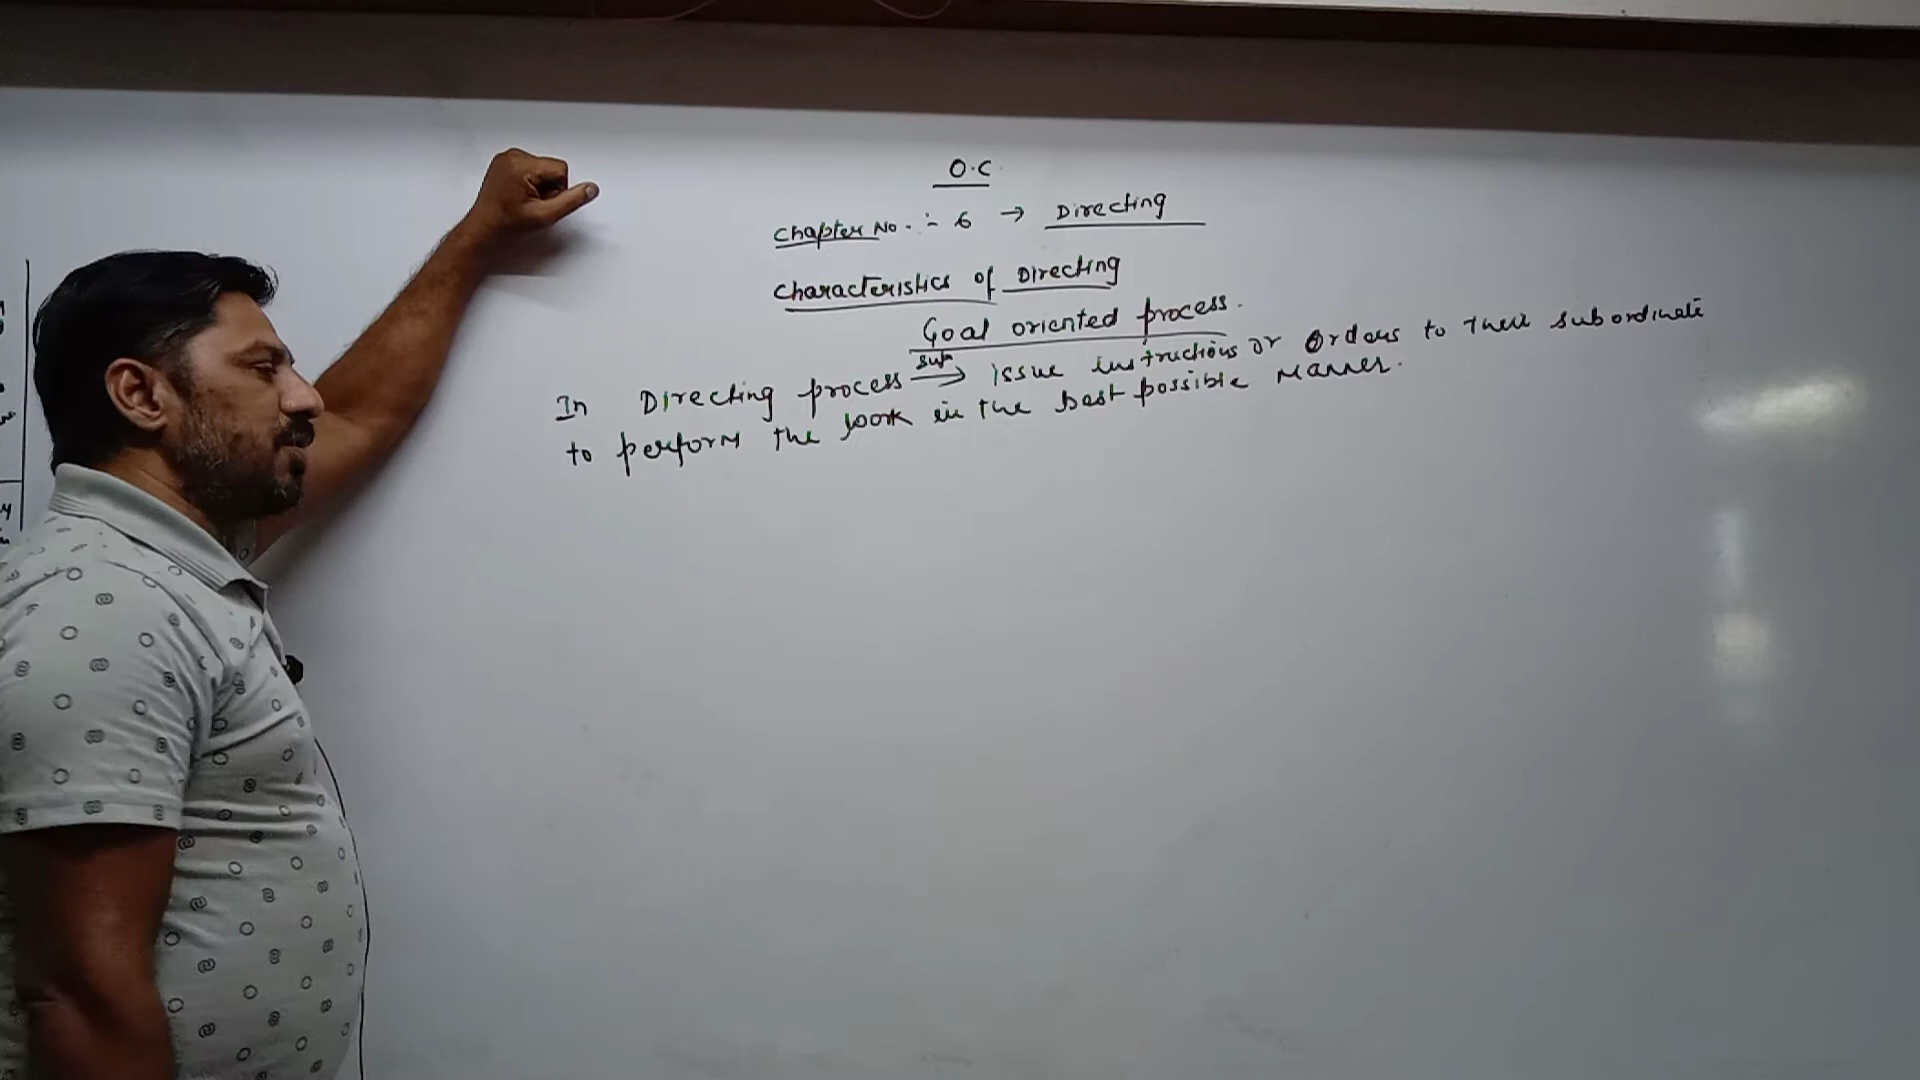 O.C.
Chapter No. :- 6 → Directing
Characteristics of Directing
Goal oriented process.
In Directing process Sup→ issue instructions or Orders to their subordinate
to perform the work in the best possible manner.